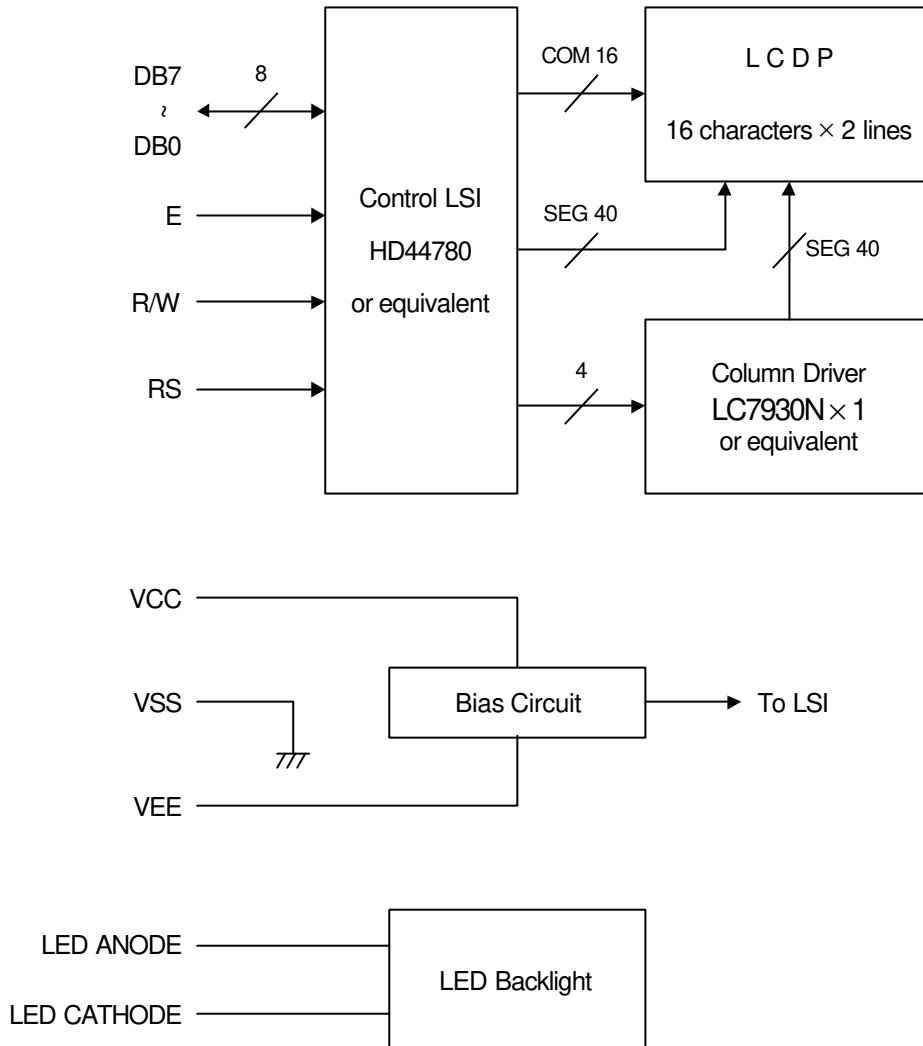 DB7
~
DB0
8
E
R/W
RS
Control LSI
HD44780
or equivalent
COM 16
SEG 40
4
L C D P
16 characters × 2 lines
SEG 40
Column Driver
LC7930N × 1
or equivalent
VCC
VSS
VEE
Bias Circuit
To LSI
LED ANODE
LED CATHODE
LED Backlight